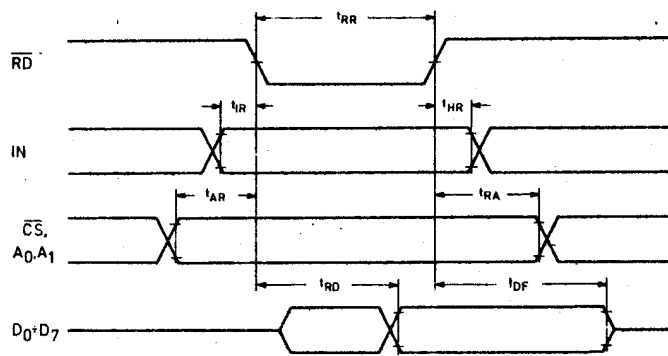 tRR
RD
tIR
tHR
IN
tAR
tRA
CS,
A0,A1
tRD
tDF
D0÷D7